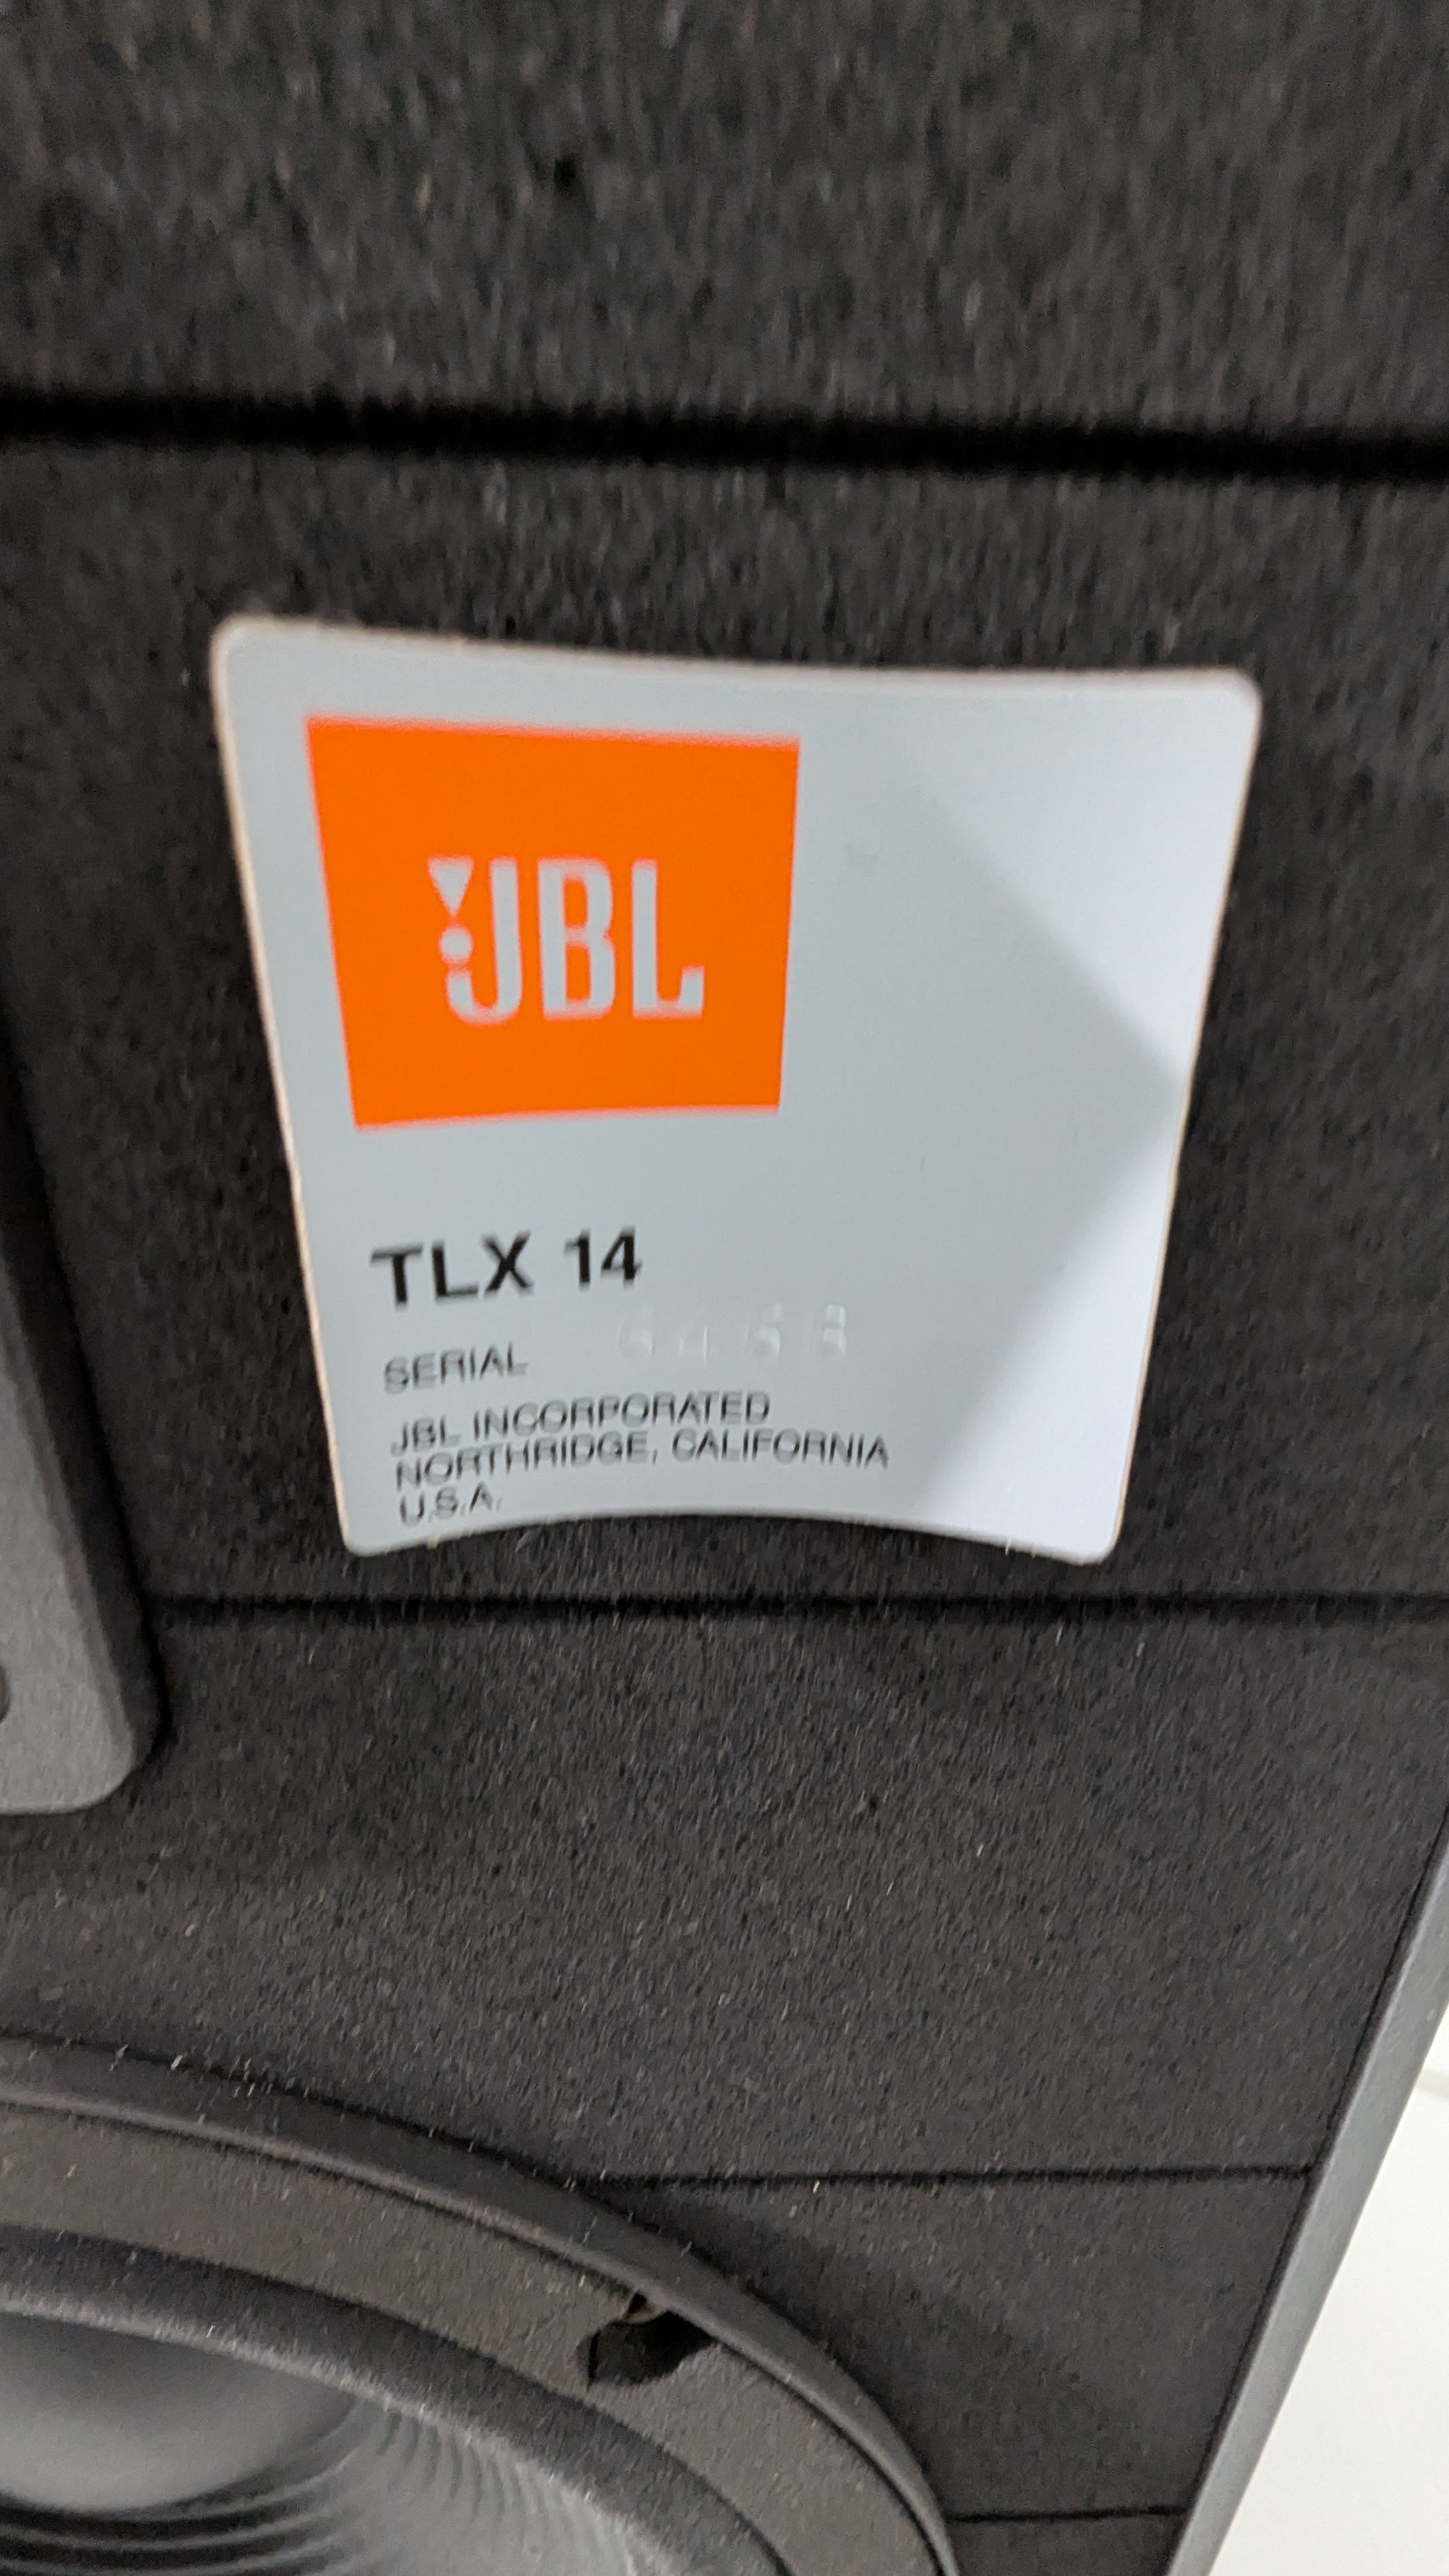 JBL
TLX 14
SERIAL
JBL INCORPORATED
NORTHRIDGE, CALIFORNIA
U.S.A.